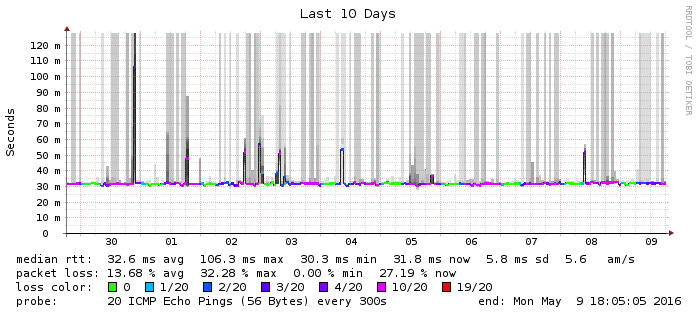 Last 10 Days
RRDTOOL / TOBI OETIKER
Seconds
120 m
110 m
100 m
90 m
80 m
70 m
60 m
50 m
40 m
30 m
20 m
10 m
0
30 01 02 03 04 05 06 07 08 09
median rtt: 32.6 ms avg 106.3 ms max 30.3 ms min 31.8 ms now 5.8 ms sd 5.6 am/s
packet loss: 13.68 % avg 32.28 % max 0.00 % min 27.19 % now
loss color: 0 1/20 2/20 3/20 4/20 10/20 19/20
probe: 20 ICMP Echo Pings (56 Bytes) every 300s end: Mon May 9 18:05:05 2016